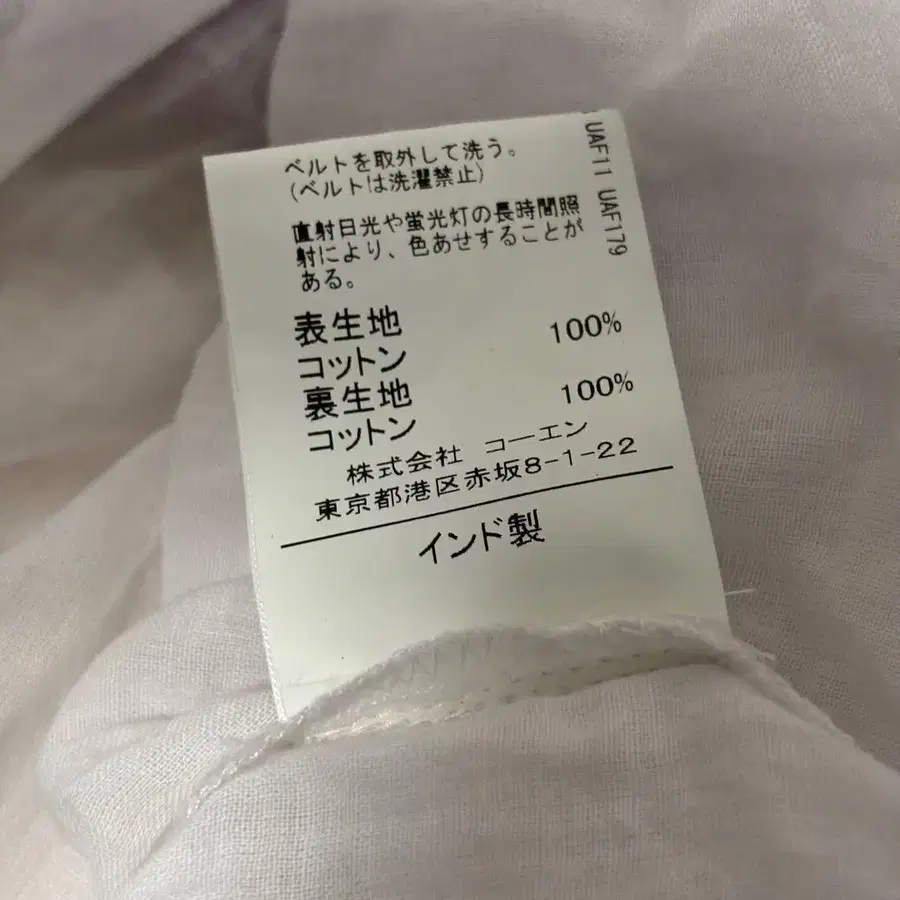 ベルトを取外して洗う。
(ベルトは洗濯禁止)
直射日光や蛍光灯の長時間照
射により、色あせすることが
ある。
表生地
コットン 100%
裏生地
コットン 100%
株式会社 コーエン
東京都港区赤坂8-1-22
インド製
UAF11 UAF179